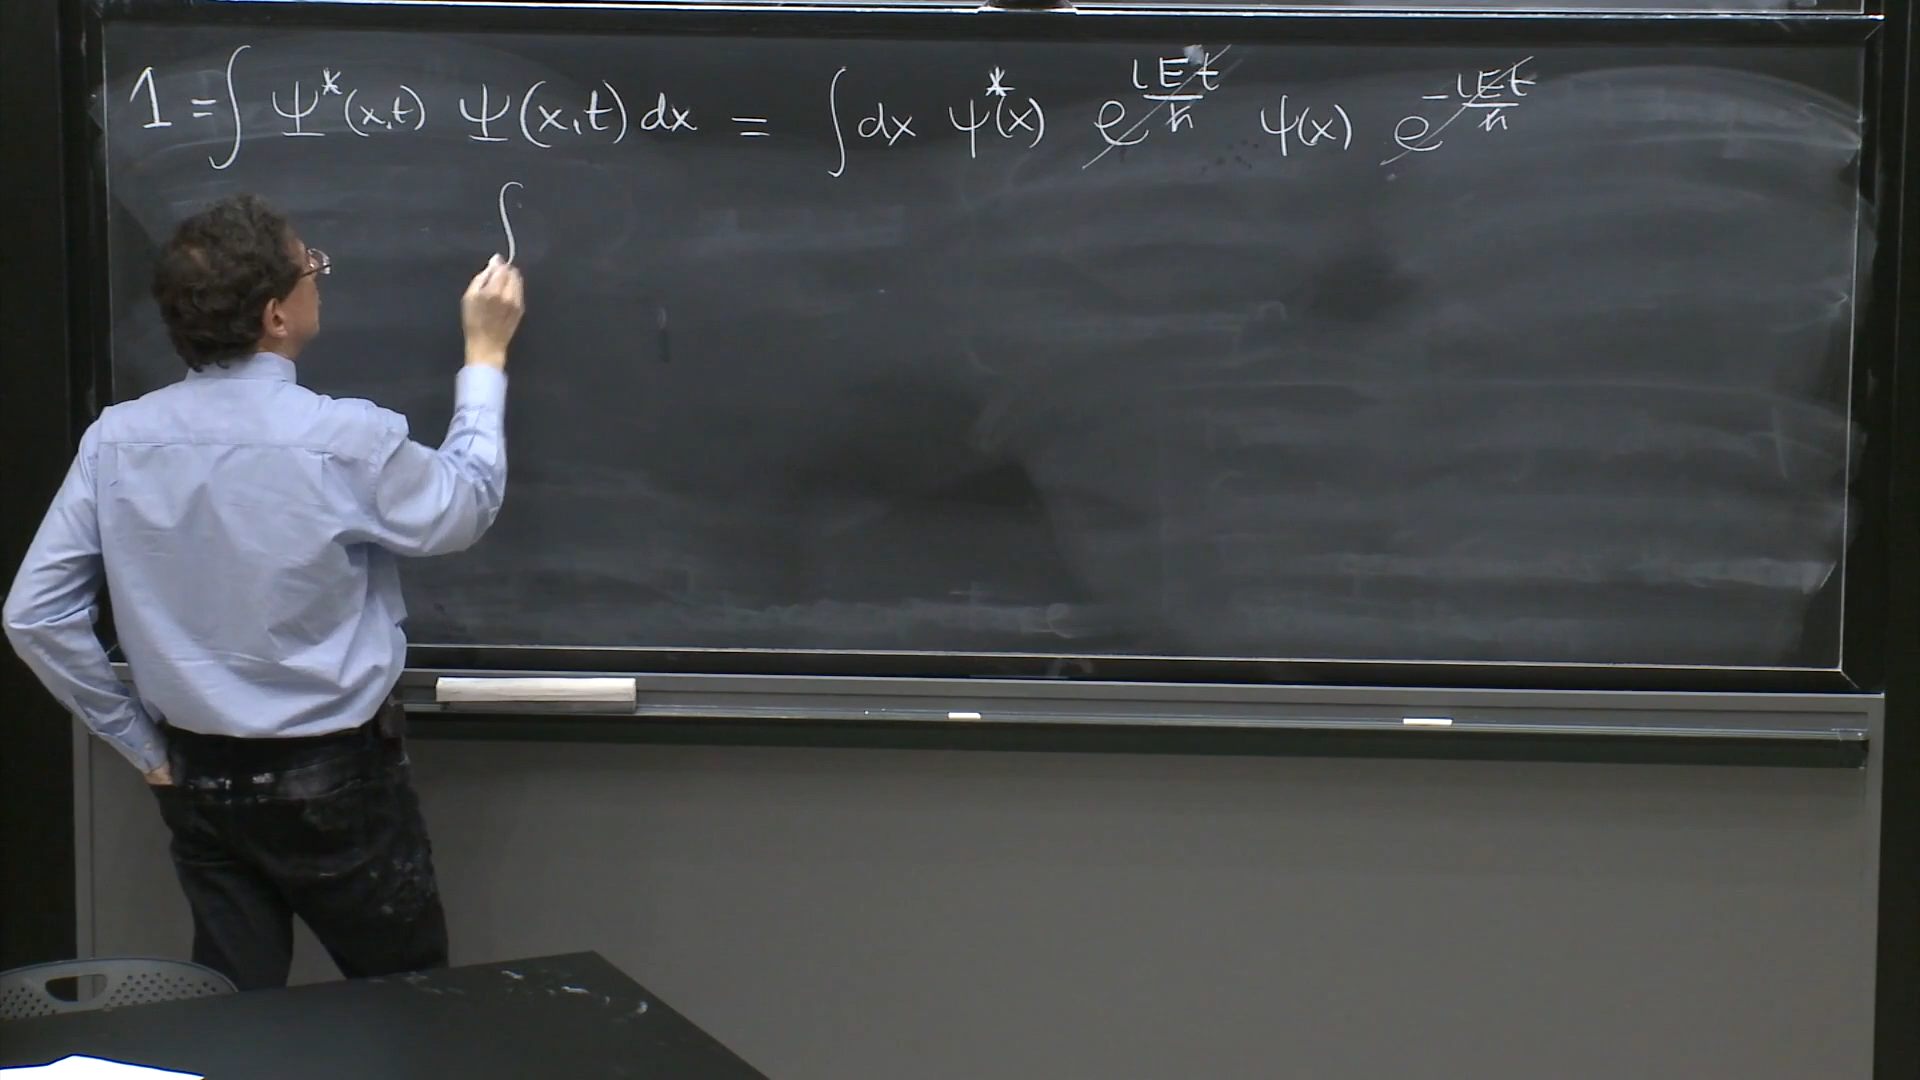 1 = ∫ Ψ*(x,t) Ψ(x,t) dx = ∫ dx ψ*(x) e^{iEt/ħ} ψ(x) e^{-iEt/ħ}
∫